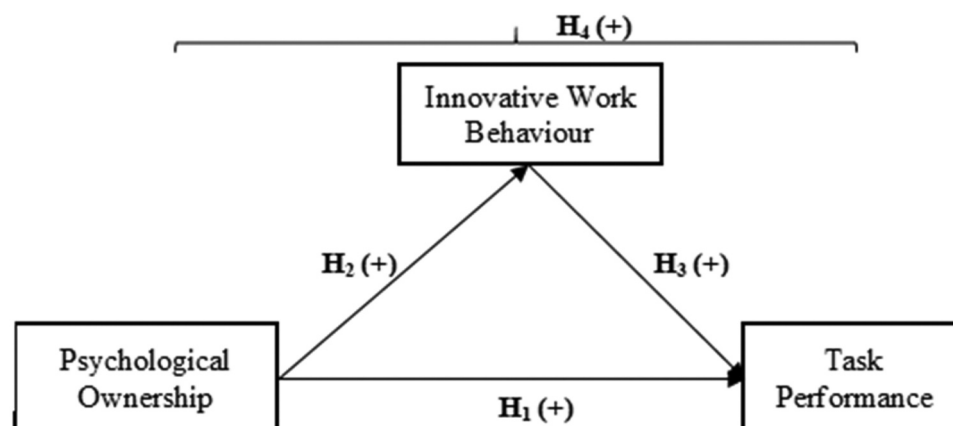 H₄ (+)
Innovative Work
Behaviour
H₂ (+)
H₃ (+)
Psychological
Ownership
Task
Performance
H₁ (+)